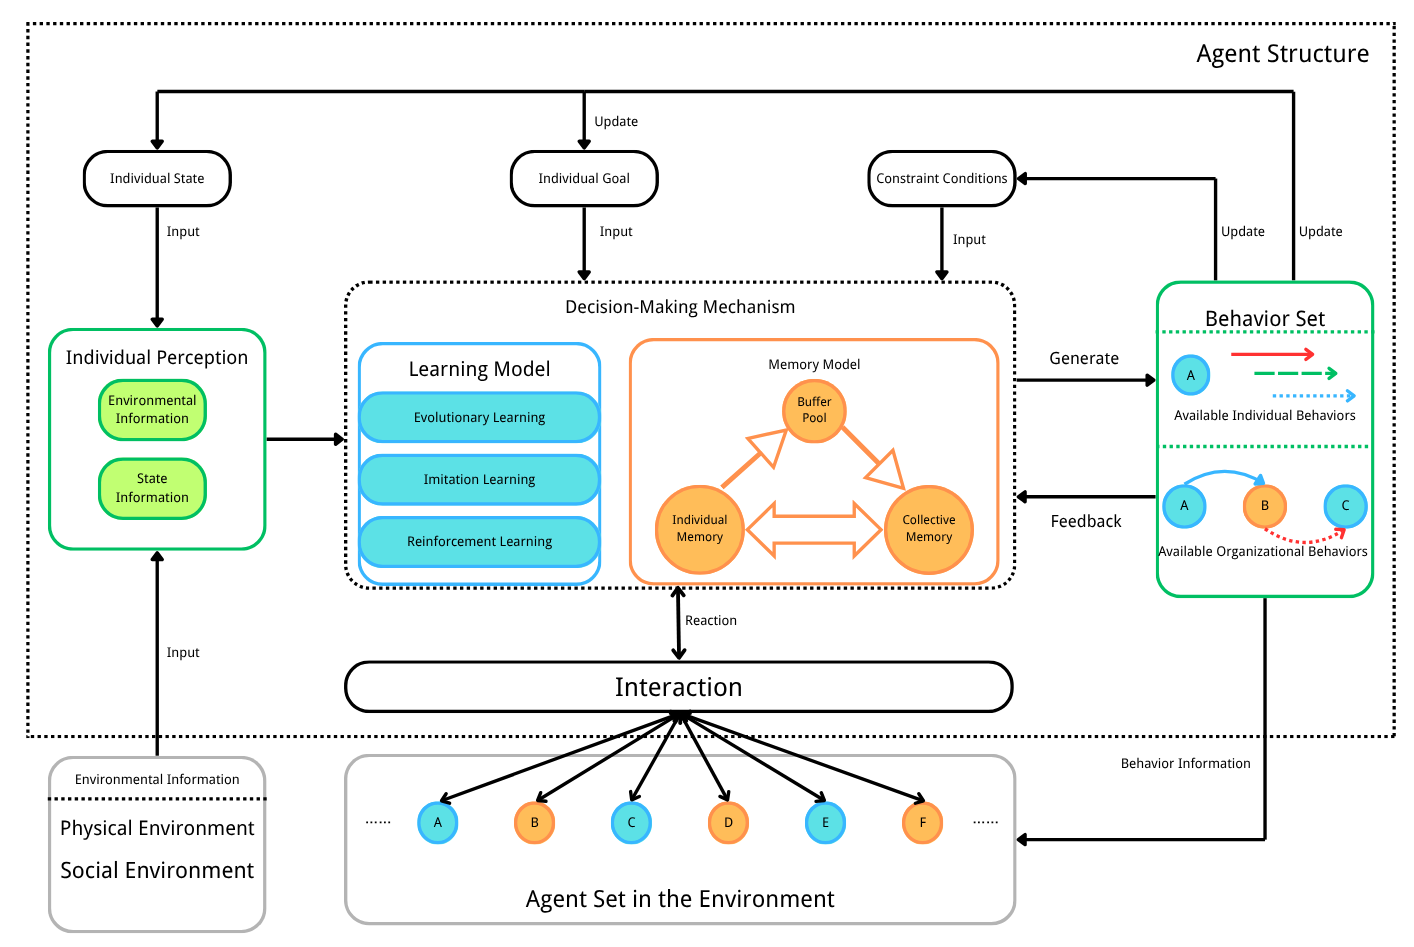 Agent Structure
Update
Individual State
Individual Goal
Constraint Conditions
Input
Input
Input
Update
Update
Decision-Making Mechanism
Behavior Set
Individual Perception
Environmental
Information
State
Information
Learning Model
Evolutionary Learning
Imitation Learning
Reinforcement Learning
Memory Model
Buffer
Pool
Individual
Memory
Collective
Memory
Generate
Feedback
A
Available Individual Behaviors
A
B
C
Available Organizational Behaviors
Reaction
Input
Interaction
Behavior Information
Environmental Information
Physical Environment
Social Environment
......
A
B
C
D
E
F
......
Agent Set in the Environment